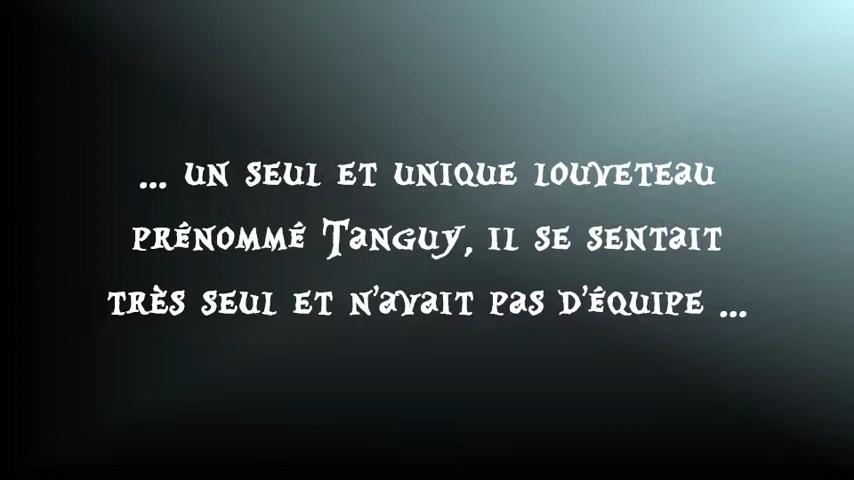 ... un seul et unique louveteau
prénommé Tanguy, il se sentait
très seul et n'avait pas d'équipe ...